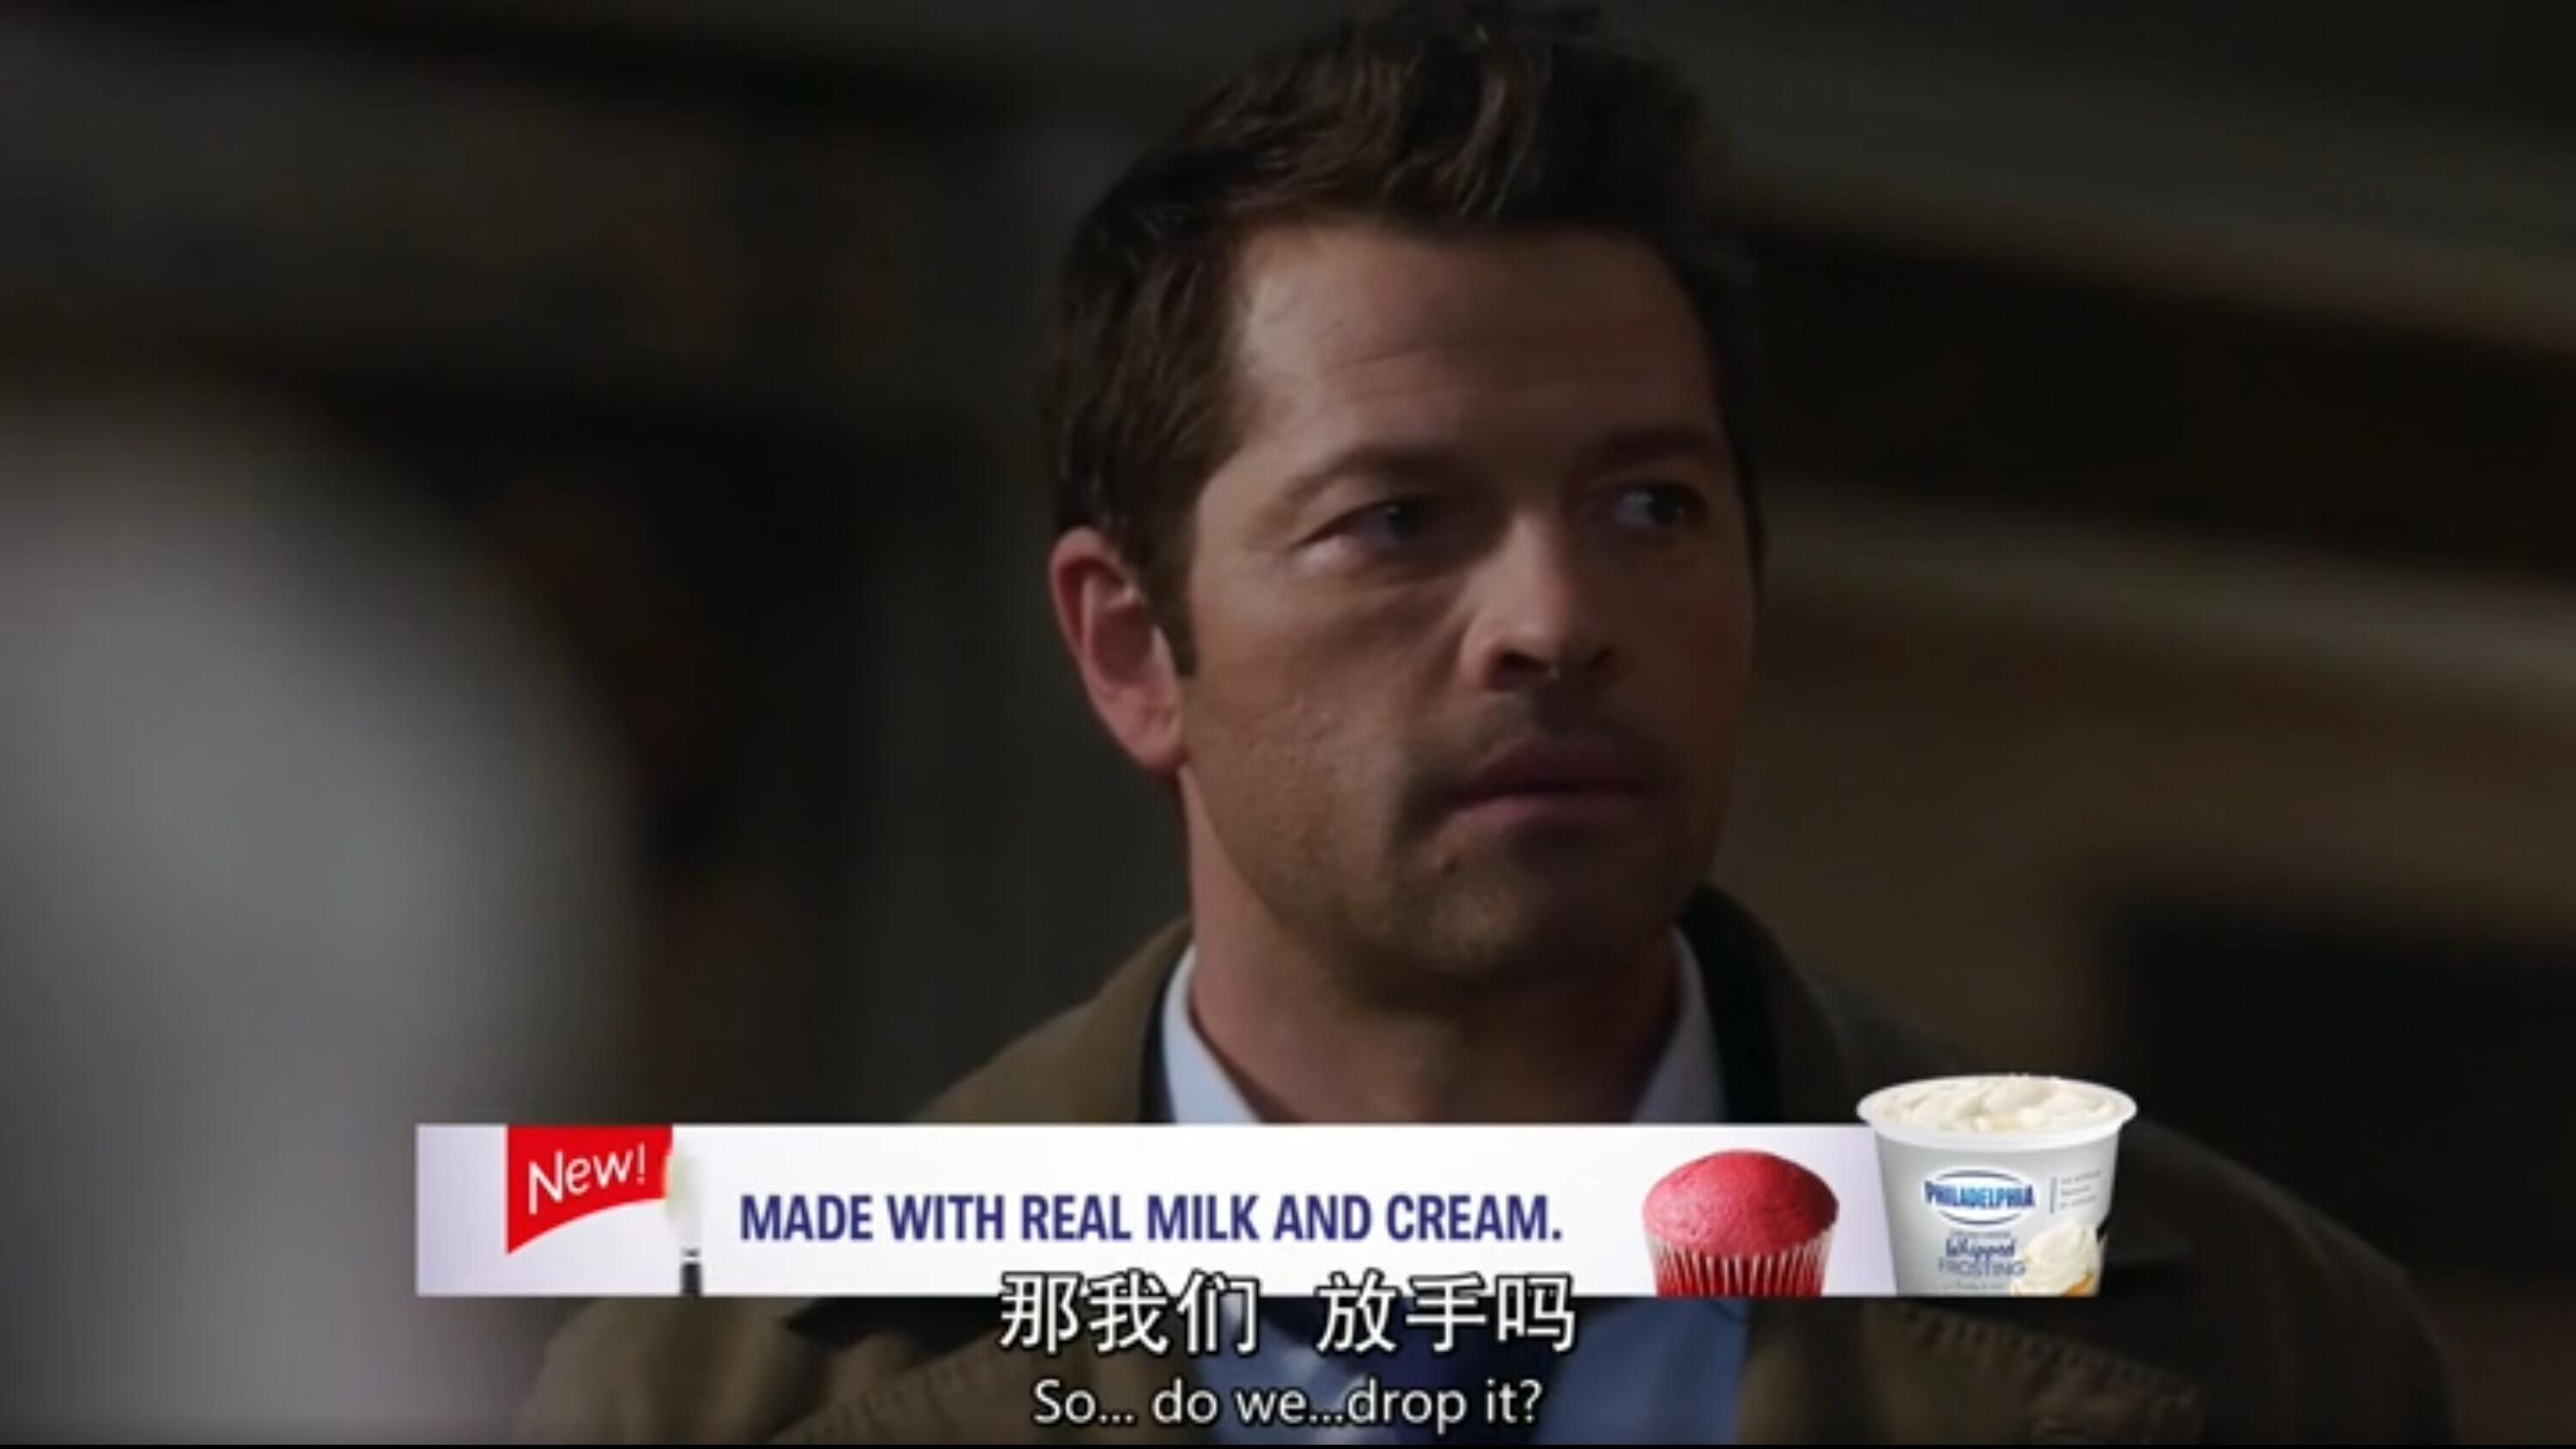 New!
MADE WITH REAL MILK AND CREAM.
PHILADELPHIA
Whipped
FROSTING
那我们 放手吗
So... do we...drop it?